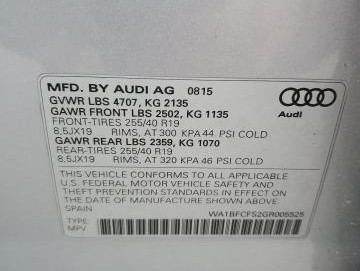 MFD. BY AUDI AG 0815
GVWR LBS 4707, KG 2135
GAWR FRONT LBS 2502, KG 1135
FRONT-TIRES 255/40 R19
8,5JX19 RIMS, AT 300 KPA 44 PSI COLD
GAWR REAR LBS 2359, KG 1070
REAR-TIRES 255/40 R19
8,5JX19 RIMS, AT 320 KPA 46 PSI COLD
Audi
THIS VEHICLE CONFORMS TO ALL APPLICABLE
U.S. FEDERAL MOTOR VEHICLE SAFETY AND
THEFT PREVENTION STANDARDS IN EFFECT
ON THE DATE OF MANUFACTURE SHOWN ABOVE.
SPAIN
WA1BFCFS2GR005525
TYPE:
MPV